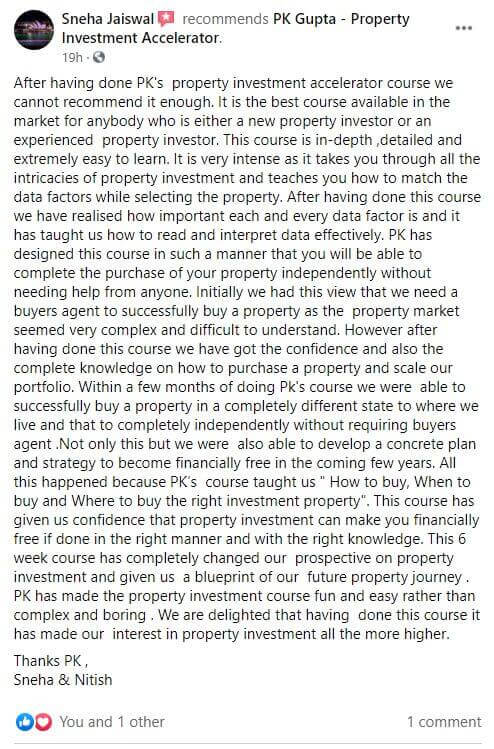 Sneha Jaiswal recommends PK Gupta - Property
Investment Accelerator.
19h ·
After having done PK's  property investment accelerator course we
cannot recommend it enough. It is the best course available in the
market for anybody who is either a new property investor or an
experienced  property investor. This course is in-depth ,detailed and
extremely easy to learn. It is very intense as it takes you through all the
intricacies of property investment and teaches you how to match the
data factors while selecting the property. After having done this course
we have realised how important each and every data factor is and it
has taught us how to read and interpret data effectively. PK has
designed this course in such a manner that you will be able to
complete the purchase of your property independently without
needing help from anyone. Initially we had this view that we need a
buyers agent to successfully buy a property as the  property market
seemed very complex and difficult to understand. However after
having done this course we have got the confidence and also the
complete knowledge on how to purchase a property and scale our
portfolio. Within a few months of doing Pk's course we were  able to
successfully buy a property in a completely different state to where we
live and that to completely independently without requiring buyers
agent .Not only this but we were  also able to develop a concrete plan
and strategy to become financially free in the coming few years. All
this happened because PK's  course taught us " How to buy, When to
buy and Where to buy the right investment property". This course has
given us confidence that property investment can make you financially
free if done in the right manner and with the right knowledge. This 6
week course has completely changed our  prospective on property
investment and given us  a blueprint of our  future property journey .
PK has made the property investment course fun and easy rather than
complex and boring . We are delighted that having  done this course it
has made our  interest in property investment all the more higher.
Thanks PK ,
Sneha & Nitish
You and 1 other 1 comment